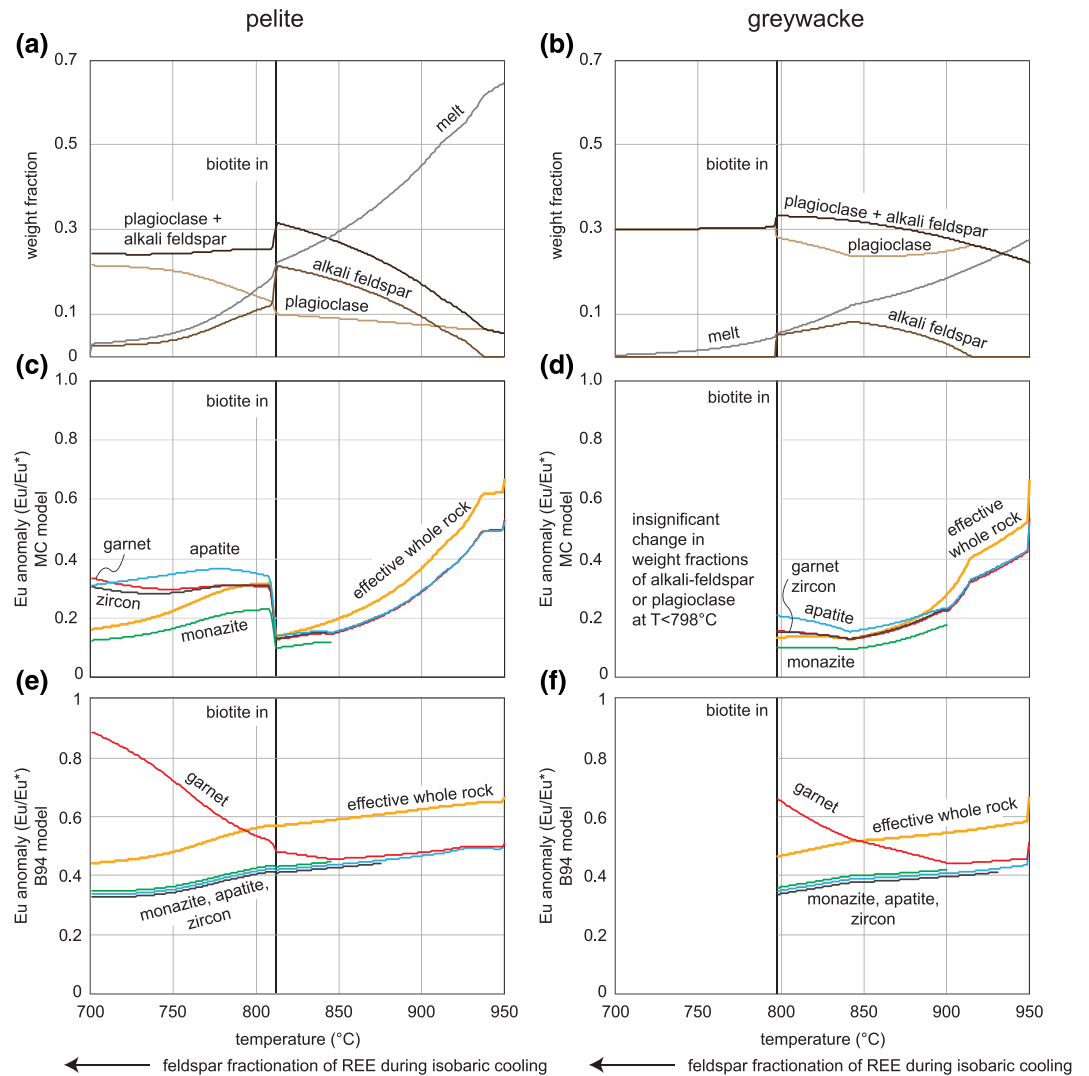 pelite
greywacke
(a)
0.7
0.5
0.3
0.1
0
weight fraction
biotite in
melt
plagioclase +
alkali feldspar
alkali feldspar
plagioclase
(b)
0.7
0.5
0.3
0.1
0
weight fraction
biotite in
plagioclase + alkali feldspar
plagioclase
melt
alkali feldspar
(c)
1.0
0.8
0.6
0.4
0.2
0
Eu anomaly (Eu/Eu*)
MC model
biotite in
garnet
apatite
zircon
monazite
effective whole rock
(d)
1.0
0.8
0.6
0.4
0.2
0
Eu anomaly (Eu/Eu*)
MC model
biotite in
insignificant
change in
weight fractions
of alkali-feldspar
or plagioclase
at T<798°C
effective
whole rock
garnet
zircon
apatite
monazite
(e)
1
0.8
0.6
0.4
0.2
0
Eu anomaly (Eu/Eu*)
B94 model
biotite in
garnet
effective whole rock
monazite, apatite,
zircon
700
750
800
850
900
950
temperature (°C)
feldspar fractionation of REE during isobaric cooling
(f)
1
0.8
0.6
0.4
0.2
0
Eu anomaly (Eu/Eu*)
B94 model
biotite in
garnet
effective whole rock
monazite, apatite,
zircon
700
750
800
850
900
950
temperature (°C)
feldspar fractionation of REE during isobaric cooling